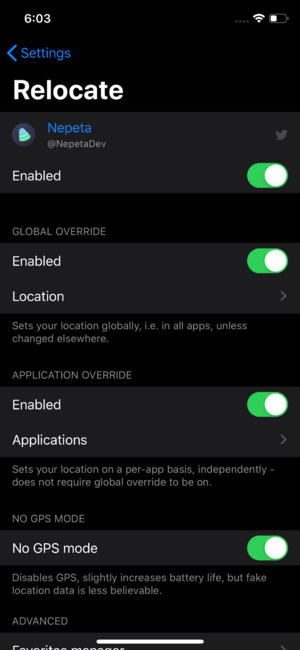 6:03
Settings
Relocate
Nepeta
@NepetaDev
Enabled
GLOBAL OVERRIDE
Enabled
Location
Sets your location globally, i.e. in all apps, unless
changed elsewhere.
APPLICATION OVERRIDE
Enabled
Applications
Sets your location on a per-app basis, independently -
does not require global override to be on.
NO GPS MODE
No GPS mode
Disables GPS, slightly increases battery life, but fake
location data is less believable.
ADVANCED
Favorites manager